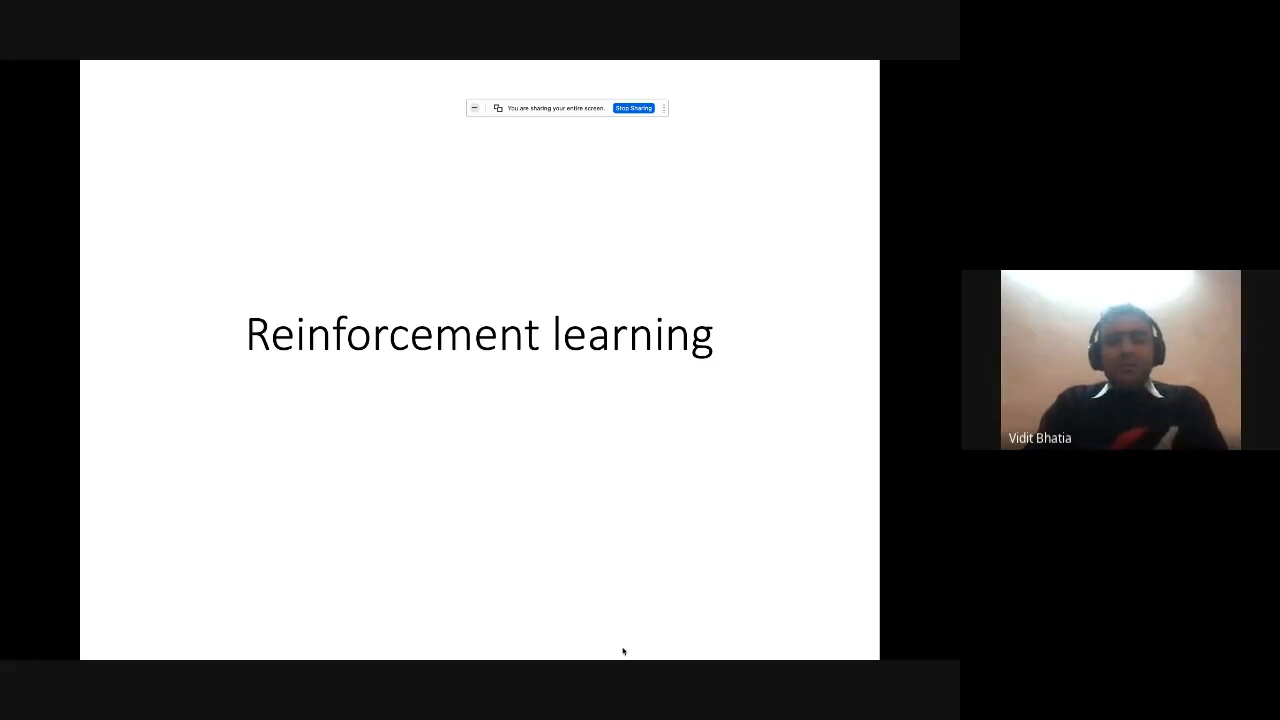 You are sharing your entire screen.
Stop Sharing
Reinforcement learning
Vidit Bhatia